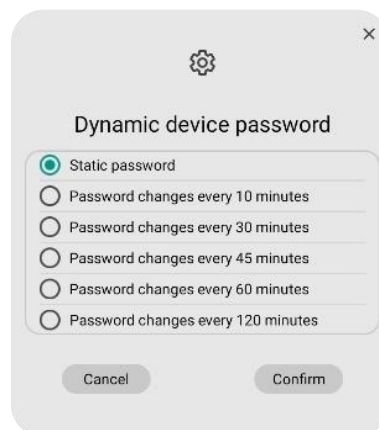 Dynamic device password
Static password
Password changes every 10 minutes
Password changes every 30 minutes
Password changes every 45 minutes
Password changes every 60 minutes
Password changes every 120 minutes
Cancel Confirm